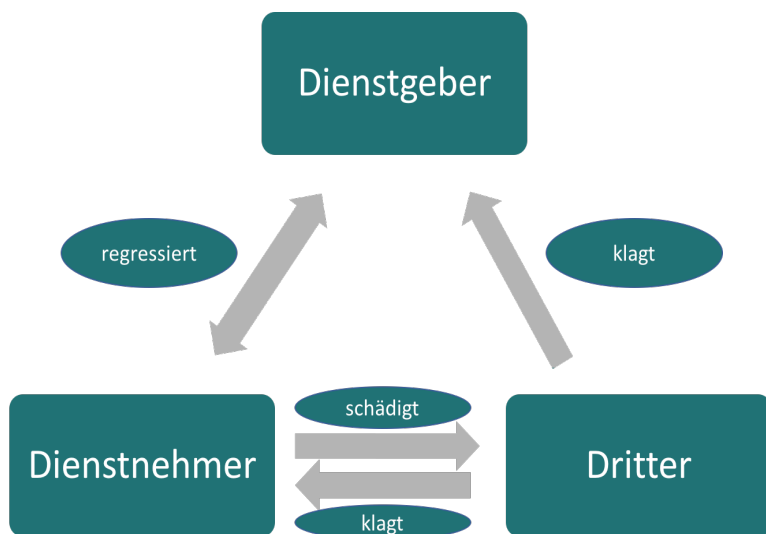 Dienstgeber
regressiert
klagt
schädigt
Dienstnehmer
Dritter
klagt